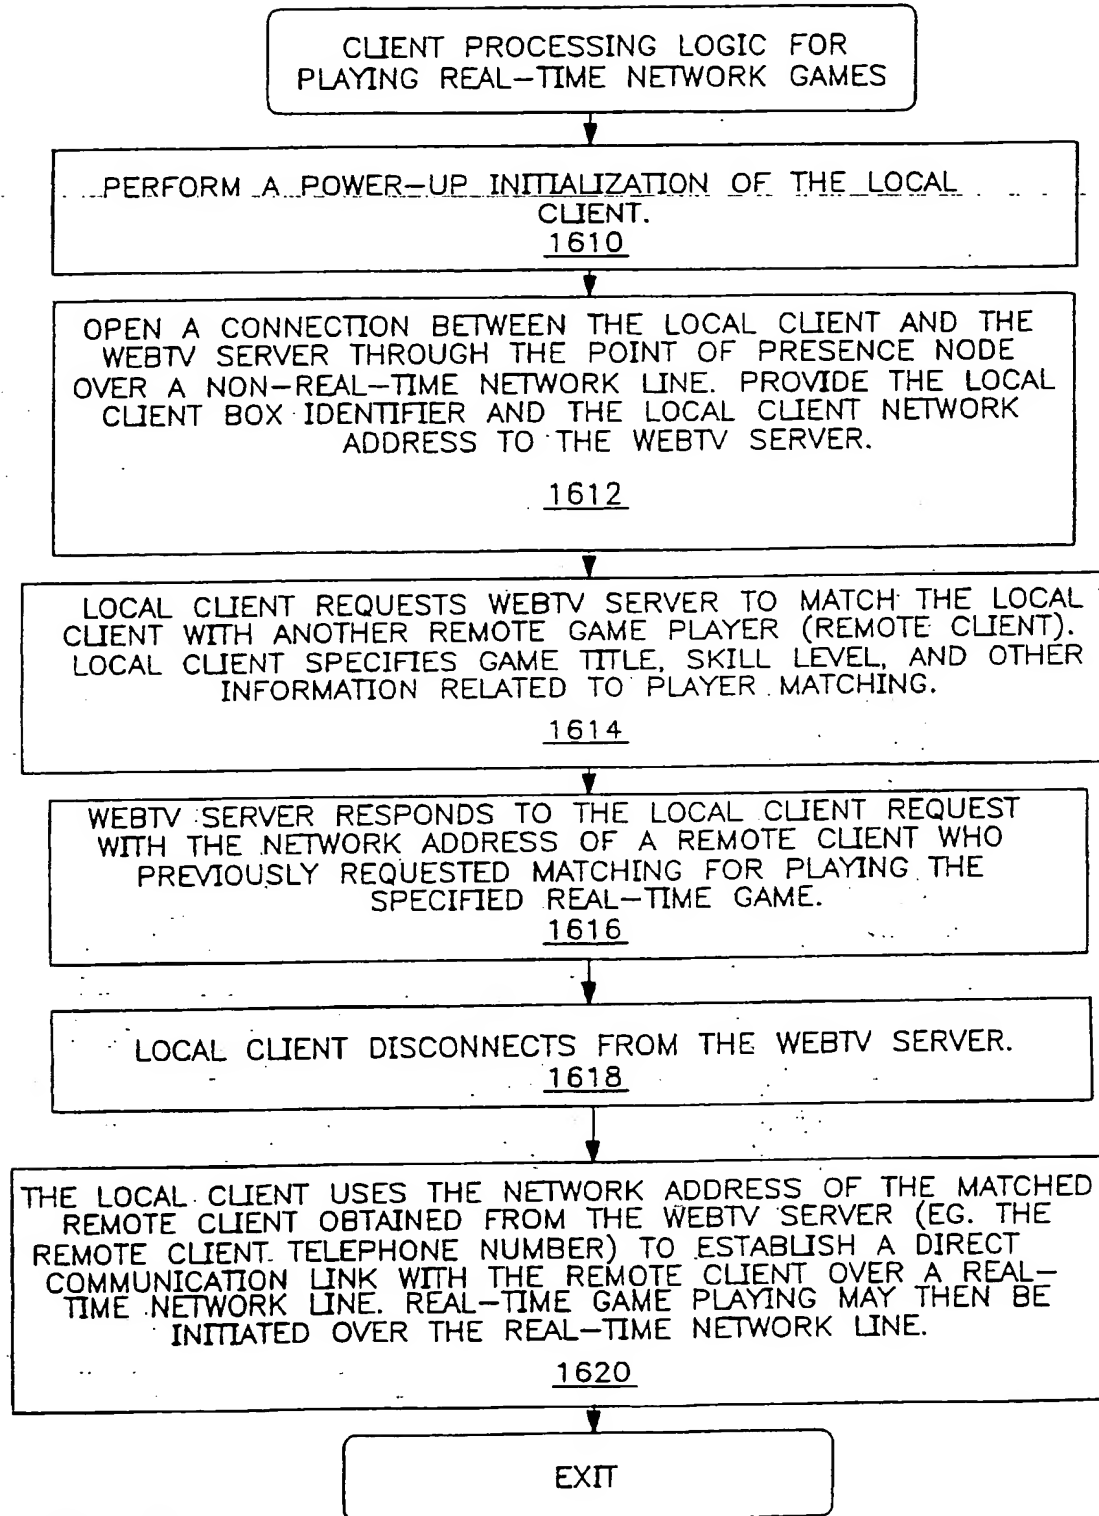 CLIENT PROCESSING LOGIC FOR
PLAYING REAL-TIME NETWORK GAMES
PERFORM A POWER-UP INITIALIZATION OF THE LOCAL
CLIENT.
1610
OPEN A CONNECTION BETWEEN THE LOCAL CLIENT AND THE
WEBTV SERVER THROUGH THE POINT OF PRESENCE NODE
OVER A NON-REAL-TIME NETWORK LINE. PROVIDE THE LOCAL
CLIENT BOX IDENTIFIER AND THE LOCAL CLIENT NETWORK
ADDRESS TO THE WEBTV SERVER.
1612
LOCAL CLIENT REQUESTS WEBTV SERVER TO MATCH THE LOCAL
CLIENT WITH ANOTHER REMOTE GAME PLAYER (REMOTE CLIENT).
LOCAL CLIENT SPECIFIES GAME TITLE, SKILL LEVEL, AND OTHER
INFORMATION RELATED TO PLAYER MATCHING.
1614
WEBTV SERVER RESPONDS TO THE LOCAL CLIENT REQUEST
WITH THE NETWORK ADDRESS OF A REMOTE CLIENT WHO
PREVIOUSLY REQUESTED MATCHING FOR PLAYING THE
SPECIFIED REAL-TIME GAME.
1616
LOCAL CLIENT DISCONNECTS FROM THE WEBTV SERVER.
1618
THE LOCAL CLIENT USES THE NETWORK ADDRESS OF THE MATCHED
REMOTE CLIENT OBTAINED FROM THE WEBTV SERVER (EG. THE
REMOTE CLIENT TELEPHONE NUMBER) TO ESTABLISH A DIRECT
COMMUNICATION LINK WITH THE REMOTE CLIENT OVER A REAL-
TIME NETWORK LINE. REAL-TIME GAME PLAYING MAY THEN BE
INITIATED OVER THE REAL-TIME NETWORK LINE.
1620
EXIT